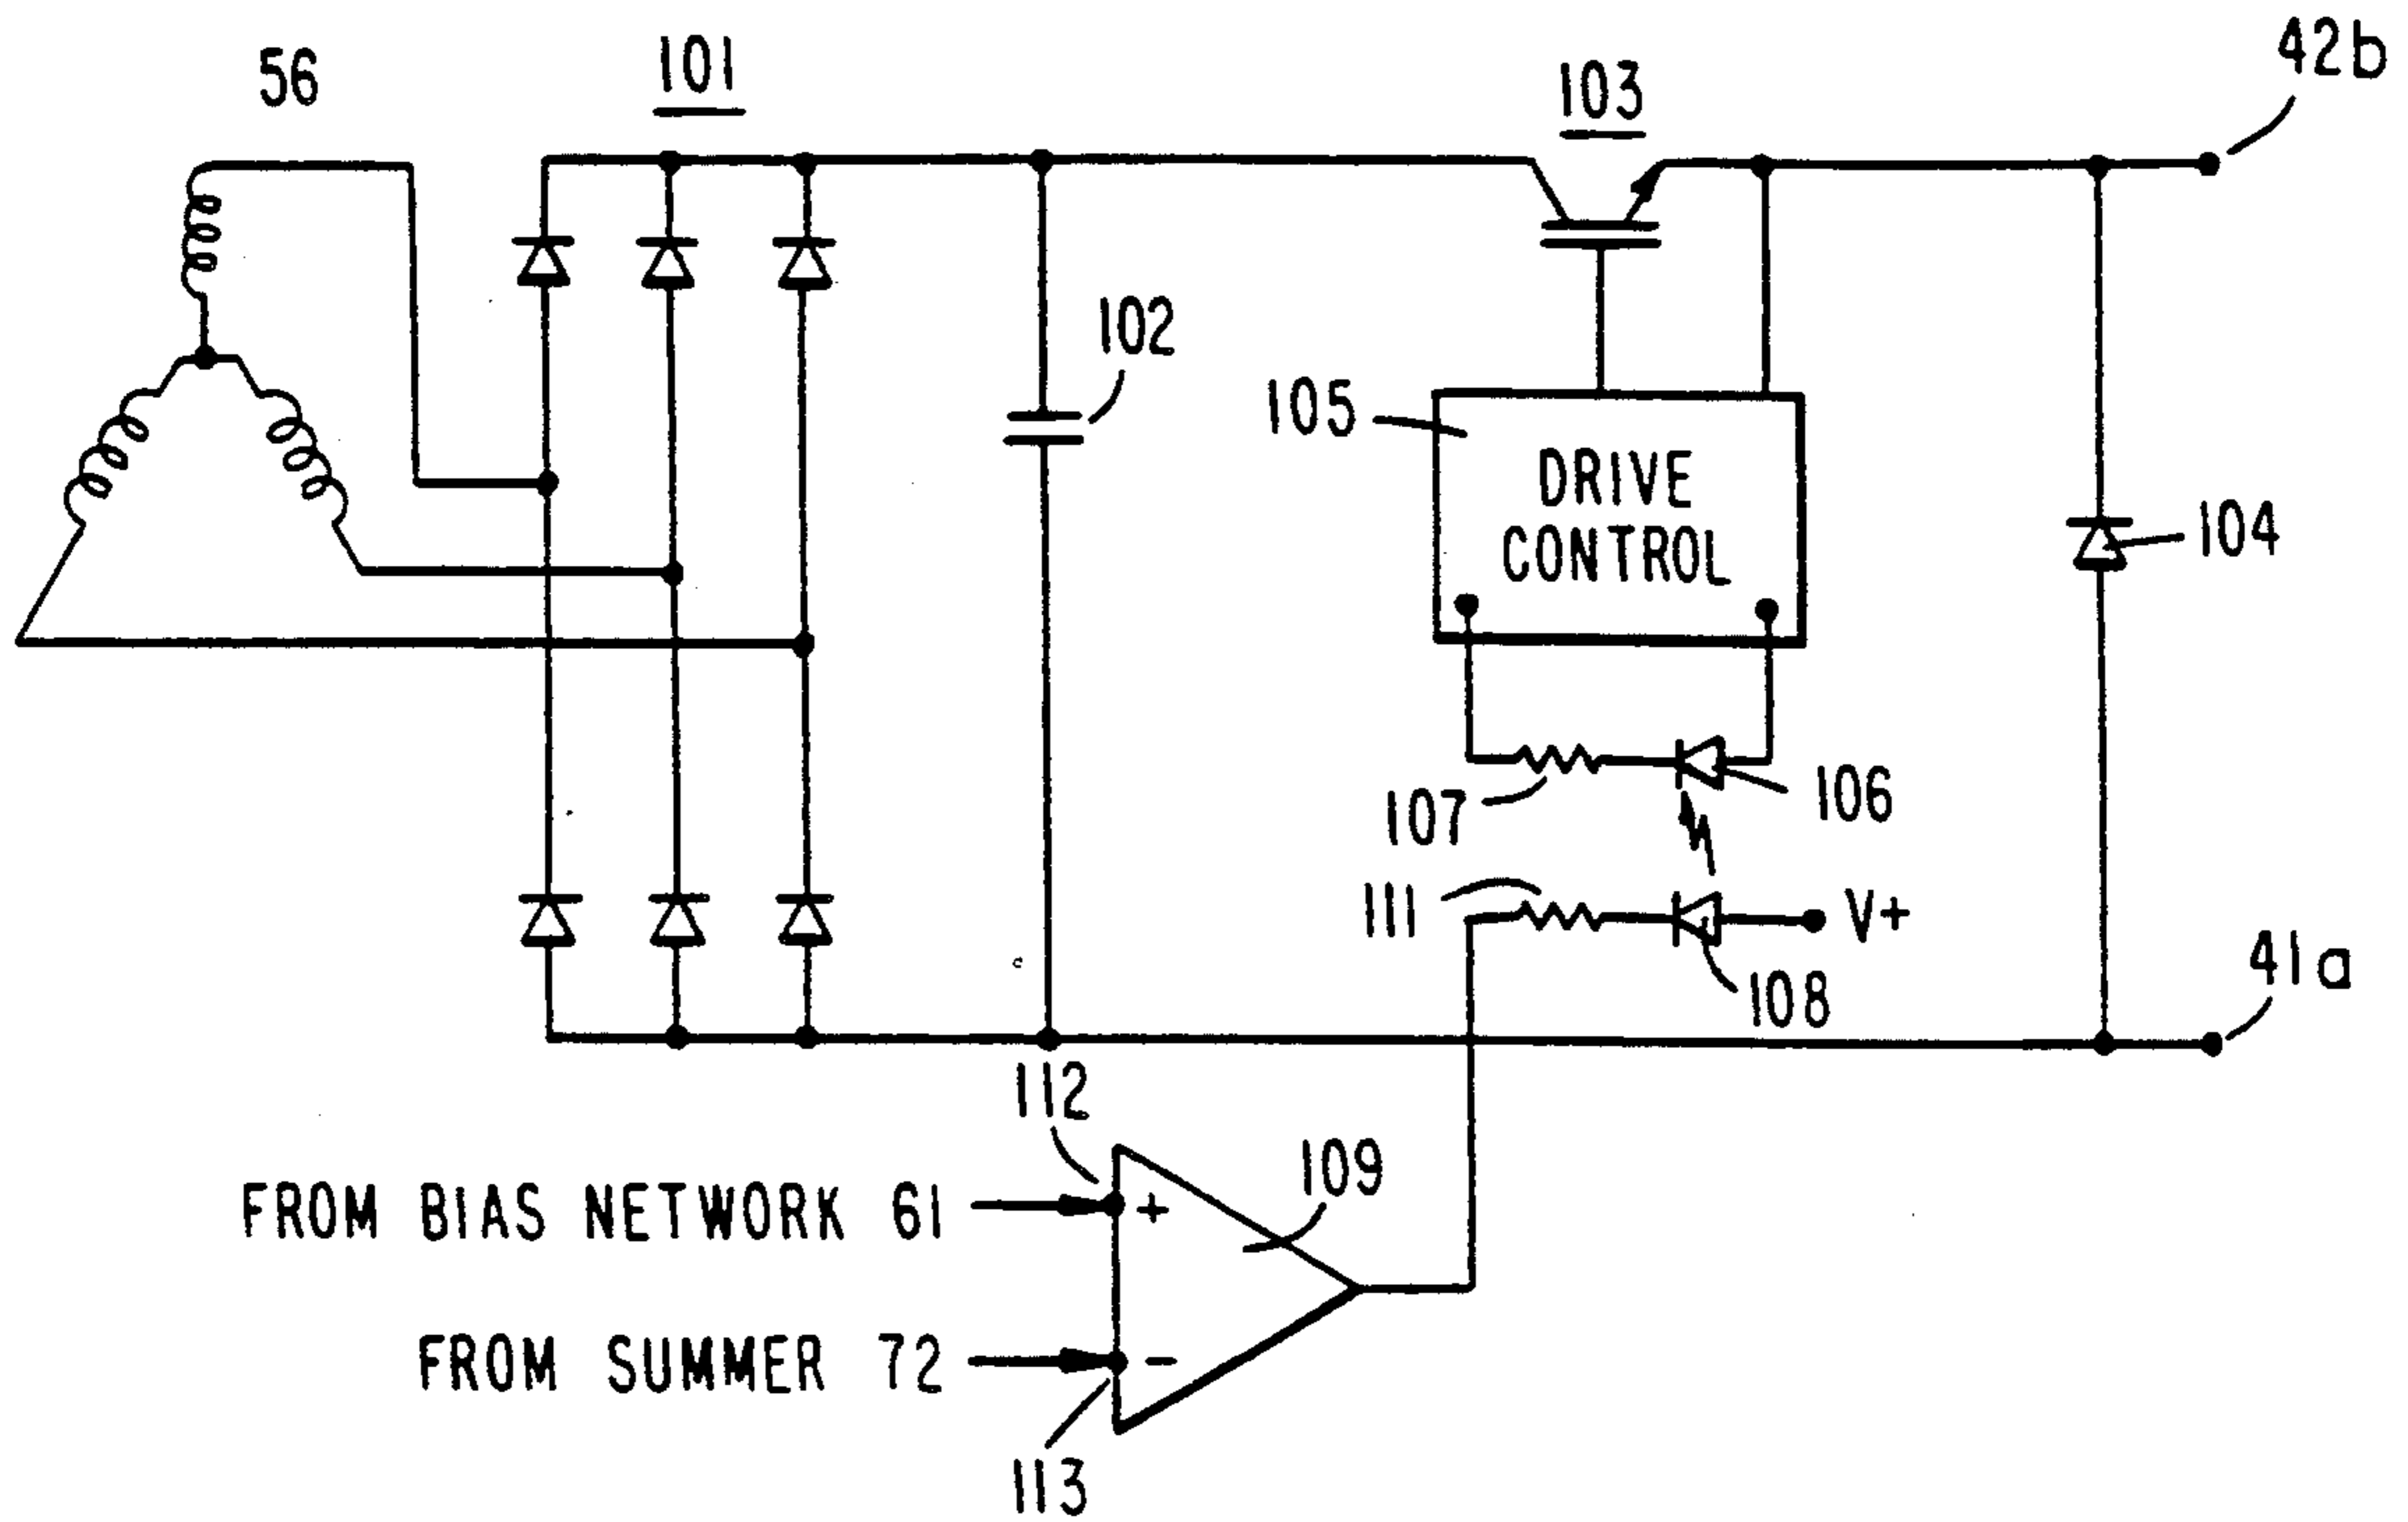 56
101
103
42b
102
105
DRIVE
CONTROL
104
107
106
111
V+
108
41a
112
109
FROM BIAS NETWORK 61
+
FROM SUMMER 72
-
113